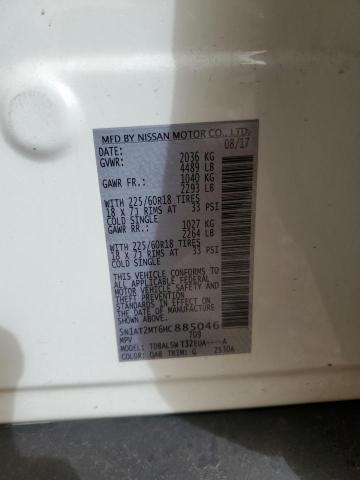 MFD BY NISSAN MOTOR CO., LTD.
DATE: 08/17
GVWR: 2036 KG
4489 LB
GAWR FR.: 1040 KG
2293 LB
WITH 225/60R18 TIRES
18 X 7J RIMS AT 33 PSI
COLD SINGLE
GAWR RR.: 1027 KG
2264 LB
WITH 225/60R18 TIRES
18 X 7J RIMS AT 33 PSI
COLD SINGLE
THIS VEHICLE CONFORMS
TO ALL APPLICABLE FEDERAL
MOTOR VEHICLE SAFETY
AND THEFT PREVENTION
STANDARDS IN EFFECT ON
THE DATE OF MANUFACTURE
SHOWN ABOVE.
5N1AT2MT6HC885046
MPV 709
MODEL: TDBALSW T32EUA----A
COLOR: QAB TRIM: G 2530A